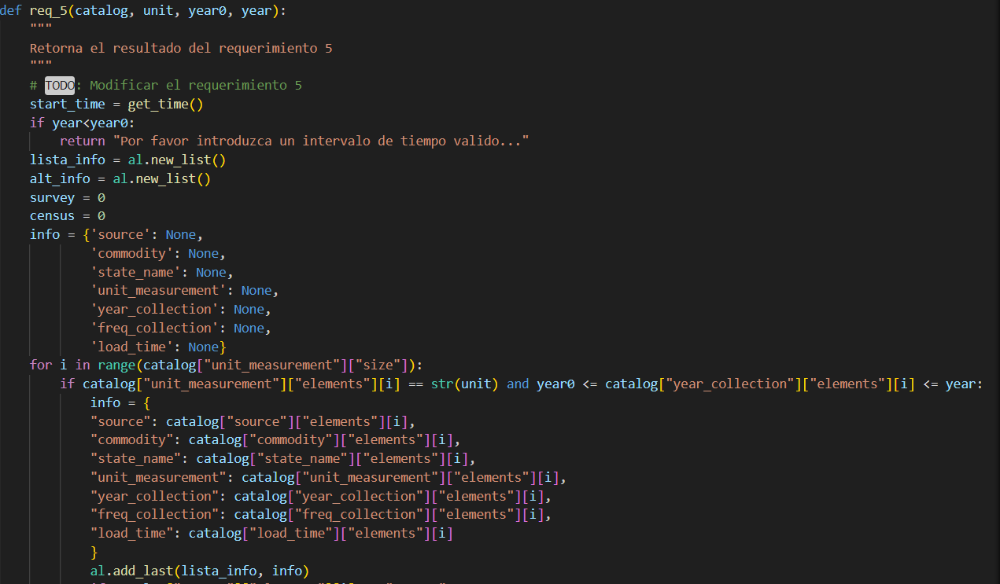 def req_5(catalog, unit, year0, year):
    """
    Retorna el resultado del requerimiento 5
    """
    # TODO: Modificar el requerimiento 5
    start_time = get_time()
    if year<year0:
        return "Por favor introduzca un intervalo de tiempo valido..."
    lista_info = al.new_list()
    alt_info = al.new_list()
    survey = 0
    census = 0
    info = {'source': None,
            'commodity': None,
            'state_name': None,
            'unit_measurement': None,
            'year_collection': None,
            'freq_collection': None,
            'load_time': None}
    for i in range(catalog["unit_measurement"]["size"]):
        if catalog["unit_measurement"]["elements"][i] == str(unit) and year0 <= catalog["year_collection"]["elements"][i] <= year:
            info = {
            "source": catalog["source"]["elements"][i],
            "commodity": catalog["commodity"]["elements"][i],
            "state_name": catalog["state_name"]["elements"][i],
            "unit_measurement": catalog["unit_measurement"]["elements"][i],
            "year_collection": catalog["year_collection"]["elements"][i],
            "freq_collection": catalog["freq_collection"]["elements"][i],
            "load_time": catalog["load_time"]["elements"][i]
            }
            al.add_last(lista_info, info)